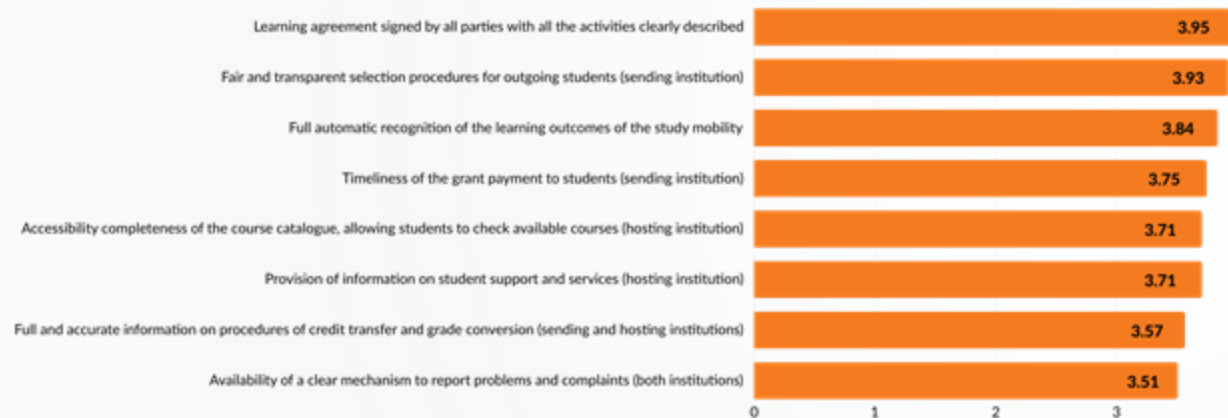 Learning agreement signed by all parties with all the activities clearly described 3.95
Fair and transparent selection procedures for outgoing students (sending institution) 3.93
Full automatic recognition of the learning outcomes of the study mobility 3.84
Timeliness of the grant payment to students (sending institution) 3.75
Accessibility completeness of the course catalogue, allowing students to check available courses (hosting institution) 3.71
Provision of information on student support and services (hosting institution) 3.71
Full and accurate information on procedures of credit transfer and grade conversion (sending and hosting institutions) 3.57
Availability of a clear mechanism to report problems and complaints (both institutions) 3.51
0 1 2 3